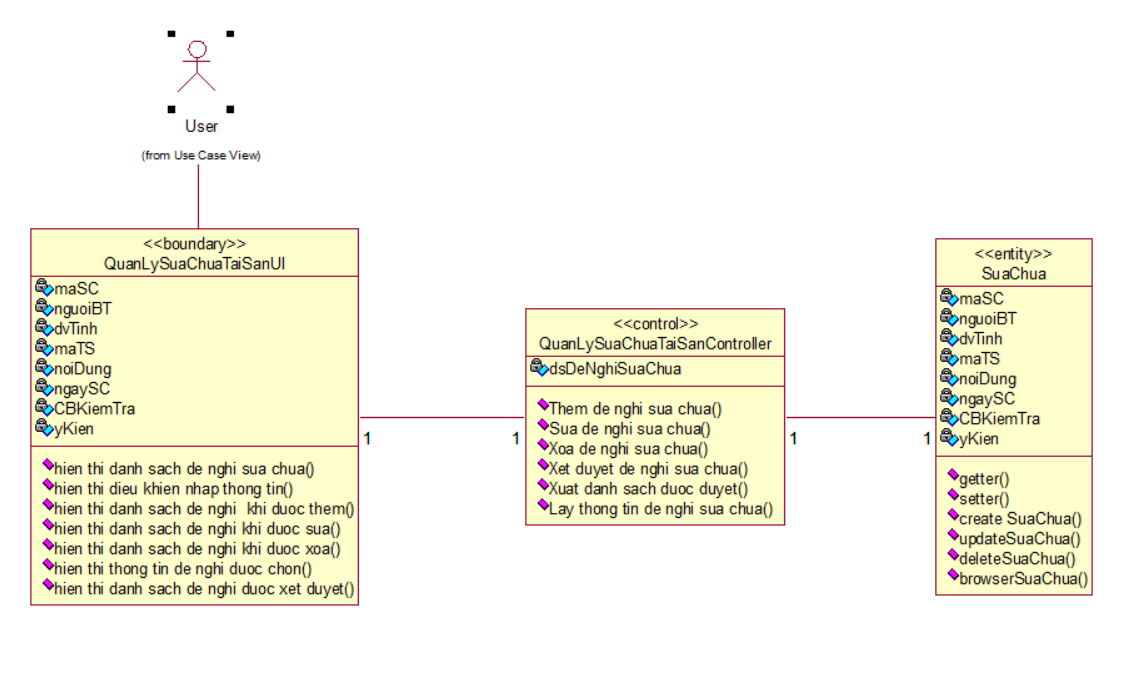 User
(from Use Case View)
<<boundary>>
QuanLySuaChuaTaiSanUI
maSC
nguoiBT
dvTinh
maTS
noiDung
ngaySC
CBKiemTra
yKien
hien thi danh sach de nghi sua chua()
hien thi dieu khien nhap thong tin()
hien thi danh sach de nghi khi duoc them()
hien thi danh sach de nghi khi duoc sua()
hien thi danh sach de nghi khi duoc xoa()
hien thi thong tin de nghi duoc chon()
hien thi danh sach de nghi duoc xet duyet()
1
1
<<control>>
QuanLySuaChuaTaiSanController
dsDeNghiSuaChua
Them de nghi sua chua()
Sua de nghi sua chua()
Xoa de nghi sua chua()
Xet duyet de nghi sua chua()
Xuat danh sach duoc duyet()
Lay thong tin de nghi sua chua()
1
1
<<entity>>
SuaChua
maSC
nguoiBT
dvTinh
maTS
noiDung
ngaySC
CBKiemTra
yKien
getter()
setter()
create SuaChua()
updateSuaChua()
deleteSuaChua()
browserSuaChua()